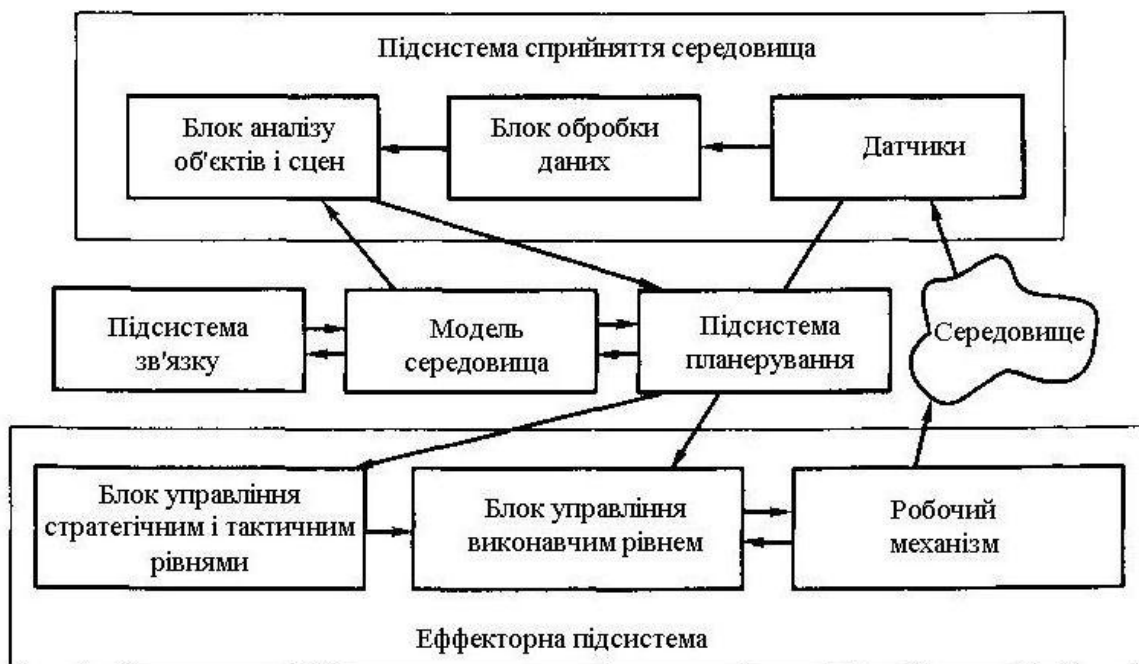 Підсистема сприйняття середовища
Блок аналізу
об'єктів і сцен
Блок обробки
даних
Датчики
Підсистема
зв'язку
Модель
середовища
Підсистема
планерування
Середовище
Блок управління
стратегічним і тактичним
рівнями
Блок управління
виконавчим рівнем
Робочий
механізм
Еффекторна підсистема